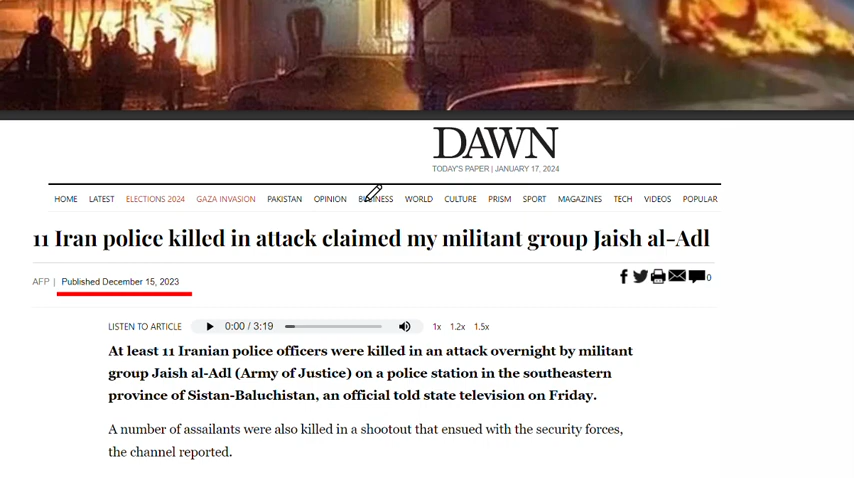 DAWN
TODAY'S PAPER | JANUARY 17, 2024
HOME LATEST ELECTIONS 2024 GAZA INVASION PAKISTAN OPINION BUSINESS WORLD CULTURE PRISM SPORT MAGAZINES TECH VIDEOS POPULAR
11 Iran police killed in attack claimed my militant group Jaish al-Adl
AFP | Published December 15, 2023
0
LISTEN TO ARTICLE 0:00 / 3:19 1x 1.2x 1.5x
At least 11 Iranian police officers were killed in an attack overnight by militant
group Jaish al-Adl (Army of Justice) on a police station in the southeastern
province of Sistan-Baluchistan, an official told state television on Friday.
A number of assailants were also killed in a shootout that ensued with the security forces,
the channel reported.